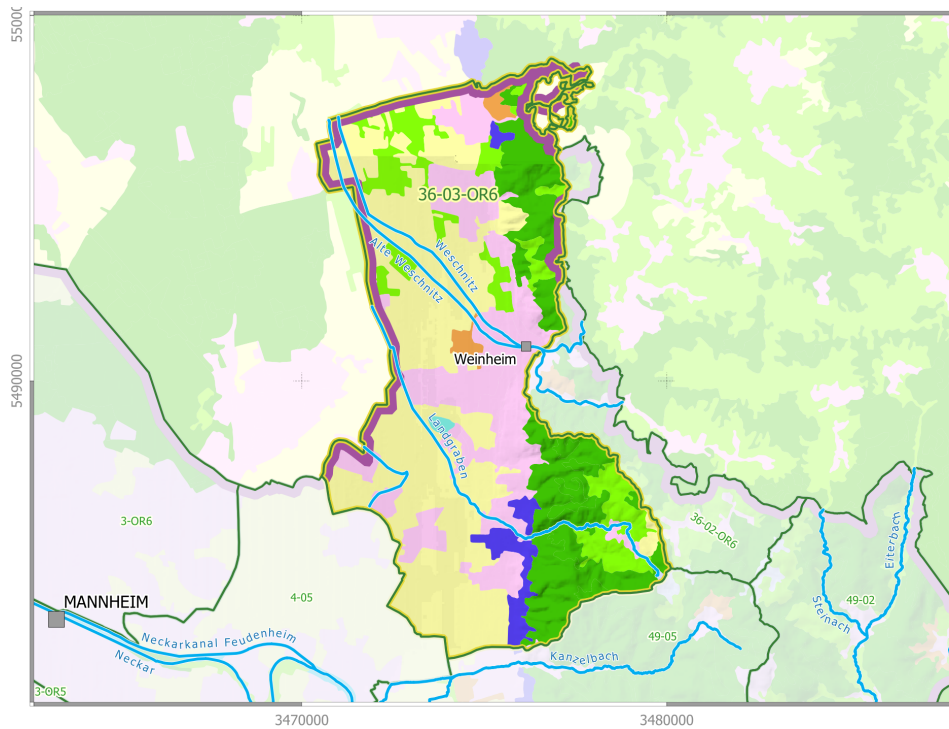 36-03-OR6
Weschnitz
Alte Weschnitz
Weinheim
5490000
Landgraben
3-OR6
36-02-OR6
Eiterbach
MANNHEIM
4-05
49-02
Steinach
Neckarkanal Feudenheim
49-05
Neckar
Kanzelbach
3-OR5
3470000
3480000